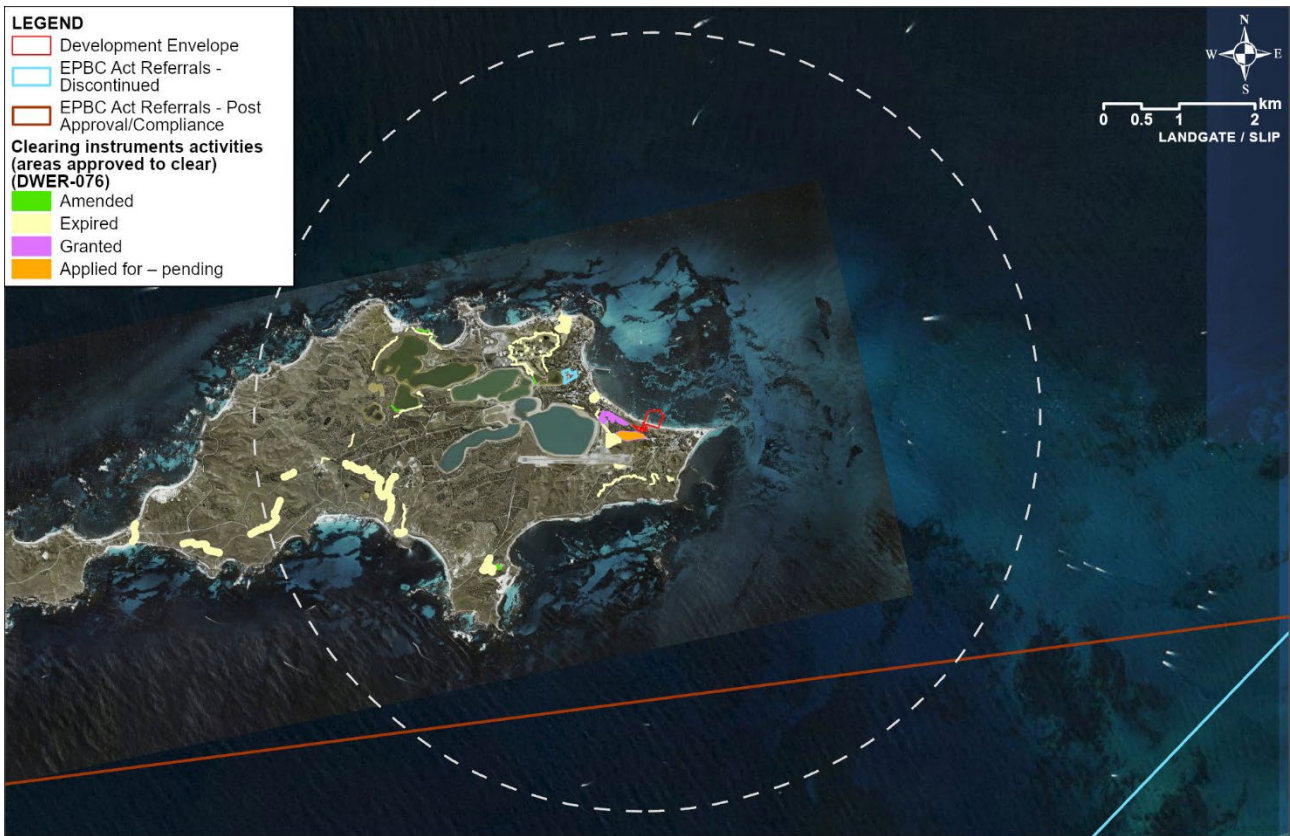 LEGEND
Development Envelope
EPBC Act Referrals -
Discontinued
EPBC Act Referrals - Post
Approval/Compliance
Clearing instruments activities
(areas approved to clear)
(DWER-076)
Amended
Expired
Granted
Applied for – pending
N
W E
S
km
0 0.5 1 2
LANDGATE / SLIP